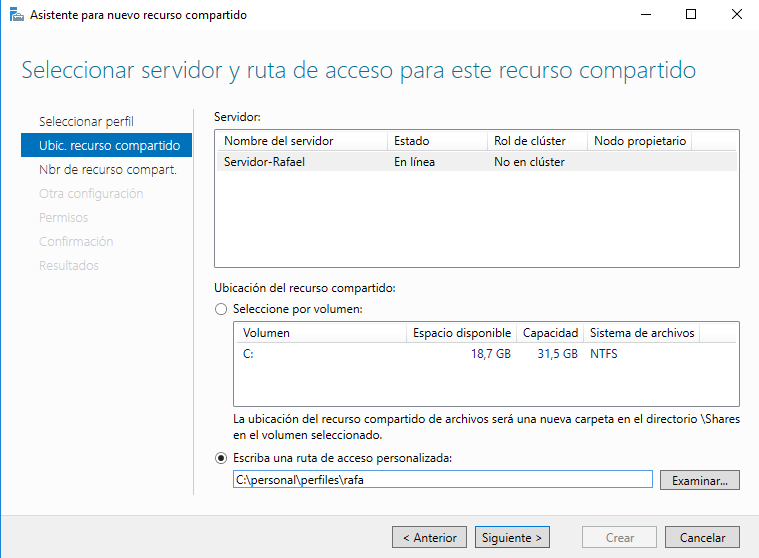 Asistente para nuevo recurso compartido
Seleccionar servidor y ruta de acceso para este recurso compartido
Seleccionar perfil
Ubic. recurso compartido
Nbr de recurso compart.
Otra configuración
Permisos
Confirmación
Resultados
Servidor:
Nombre del servidor Estado Rol de clúster Nodo propietario
Servidor-Rafael En línea No en clúster
Ubicación del recurso compartido:
Seleccione por volumen:
Volumen Espacio disponible Capacidad Sistema de archivos
C: 18,7 GB 31,5 GB NTFS
La ubicación del recurso compartido de archivos será una nueva carpeta en el directorio \Shares
en el volumen seleccionado.
Escriba una ruta de acceso personalizada:
C:\personal\perfiles\rafa Examinar...
< Anterior Siguiente > Crear Cancelar